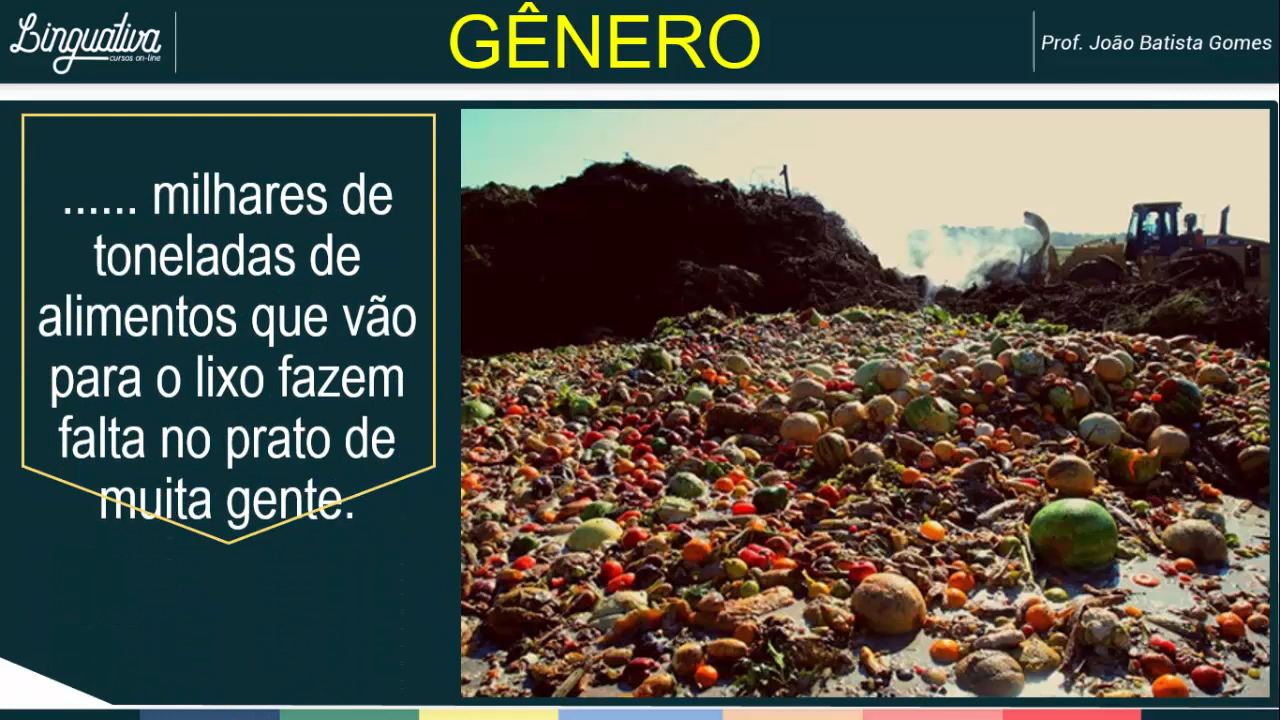 Linguativa
cursos on-line
GÊNERO
Prof. João Batista Gomes
...... milhares de
toneladas de
alimentos que vão
para o lixo fazem
falta no prato de
muita gente.